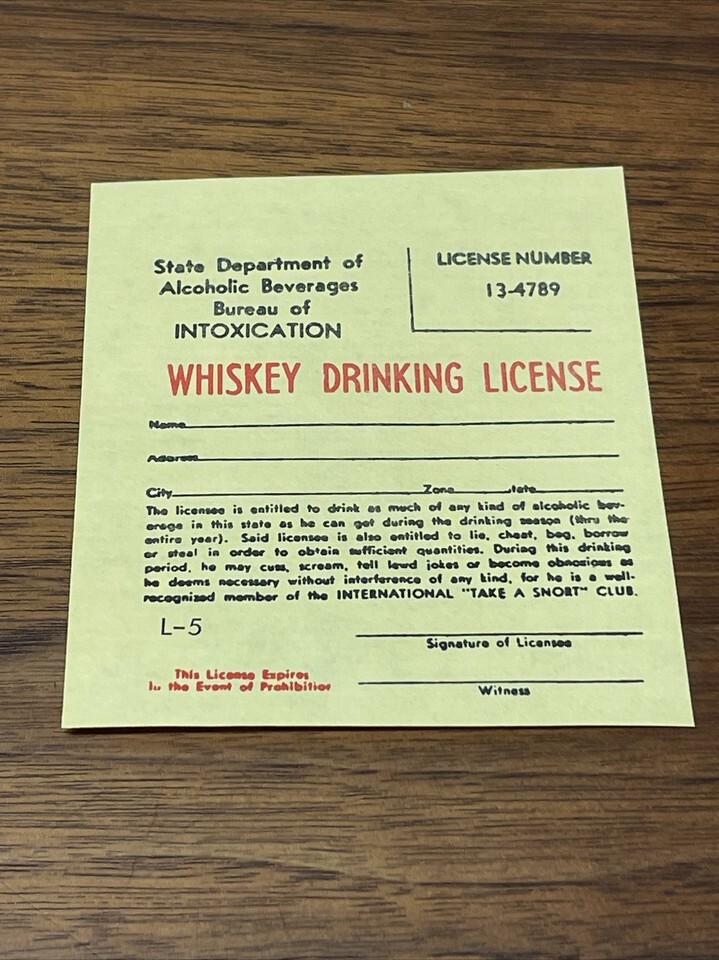 State Department of
Alcoholic Beverages
Bureau of
INTOXICATION
LICENSE NUMBER
13-4789
WHISKEY DRINKING LICENSE
Name
Address
City Zone tate
The licensee is entitled to drink as much of any kind of alcoholic bev-
erage in this state as he can get during the drinking season (thru the
entire year). Said licensee is also entitled to lie, cheat, beg, borrow
or steal in order to obtain sufficient quantities. During this drinking
period, he may cuss, scream, tell lewd jokes or become obnoxious as
he deems necessary without interference of any kind, for he is a well-
recognized member of the INTERNATIONAL "TAKE A SNORT" CLUB.
L-5
Signature of Licensee
This License Expires
In the Event of Prohibition
Witness